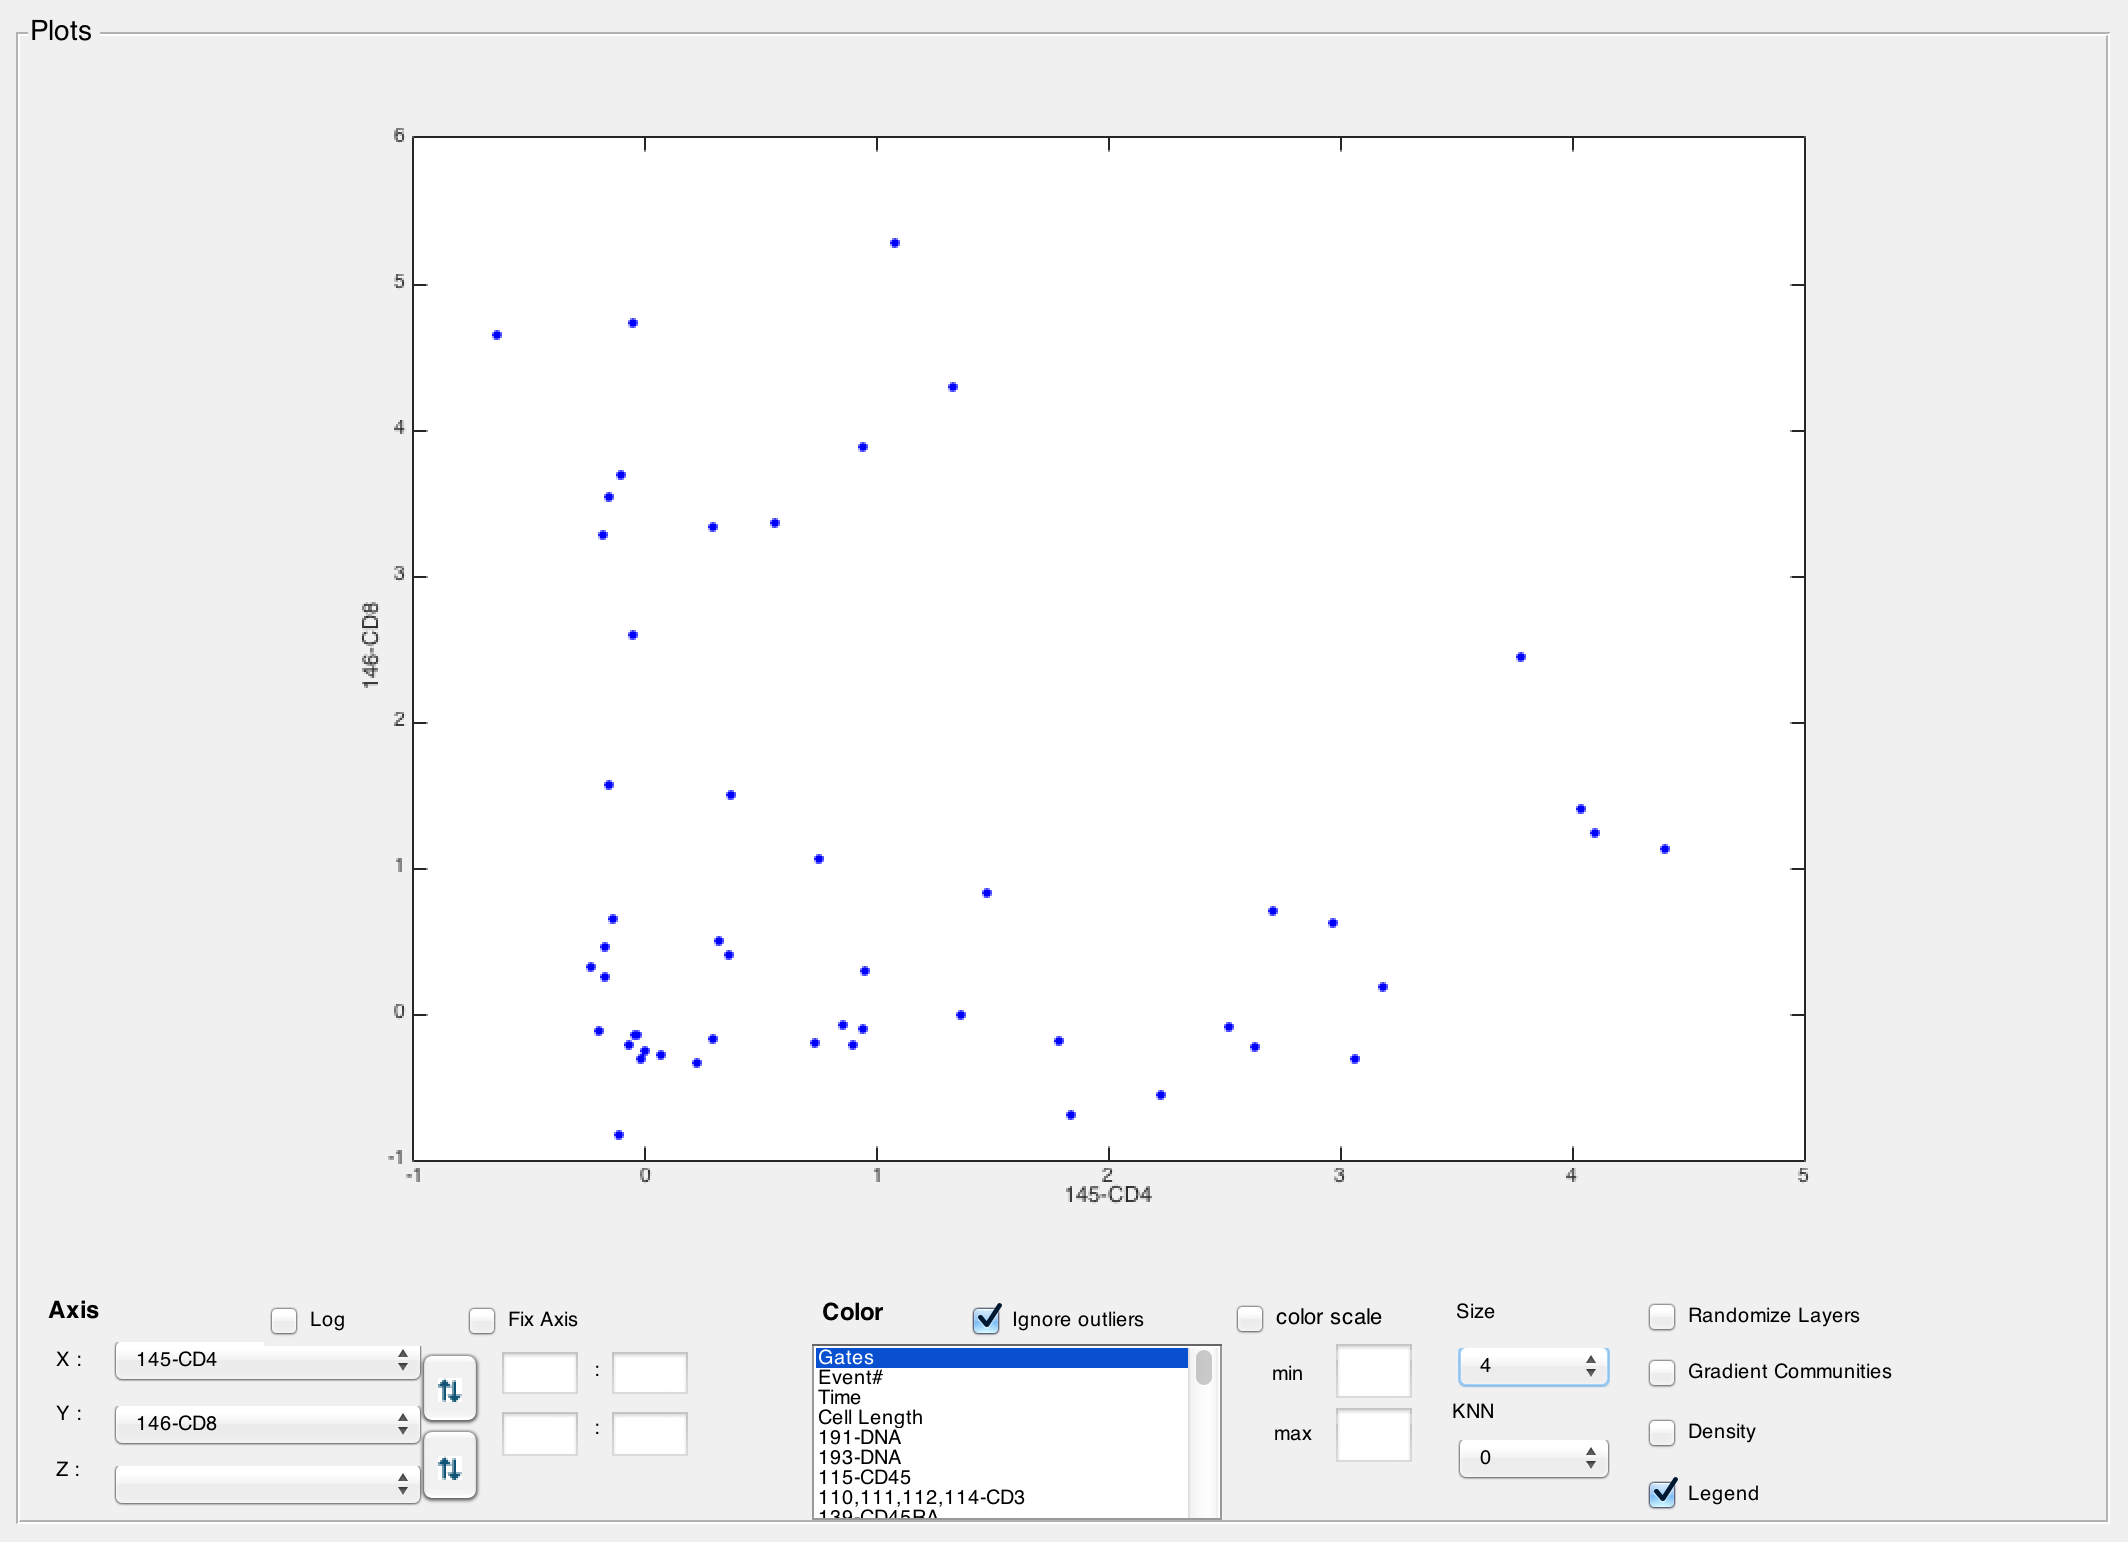 Plots
6
5
4
3
2
1
0
-1
146-CD8
-1 0 1 2 3 4 5
145-CD4
Axis
Log
Fix Axis
X :
145-CD4
:
Y :
146-CD8
:
Z :
Color
Ignore outliers
Gates
Event#
Time
Cell Length
191-DNA
193-DNA
115-CD45
110,111,112,114-CD3
139-CD45RA
color scale
min
max
Size
4
KNN
0
Randomize Layers
Gradient Communities
Density
Legend